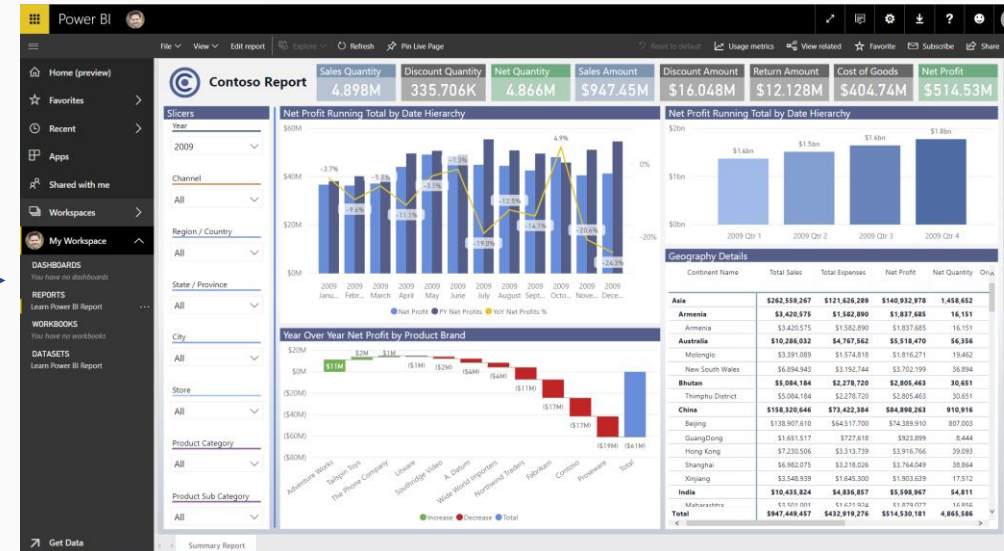 Power BI
File View Edit report Explore Refresh Pin Live Page Reset to default Usage metrics View related Favorite Subscribe Share
Home (preview)
Favorites
Recent
Apps
Shared with me
Workspaces
My Workspace
DASHBOARDS
You have no dashboards
REPORTS
Learn Power BI Report
WORKBOOKS
You have no workbooks
DATASETS
Learn Power BI Report
Get Data
Contoso Report
Sales Quantity
4.898M
Discount Quantity
335.706K
Net Quantity
4.866M
Sales Amount
$947.45M
Discount Amount
$16.048M
Return Amount
$12.128M
Cost of Goods
$404.74M
Net Profit
$514.53M
Slicers
Year
2009
Channel
All
Region / Country
All
State / Province
All
City
All
Store
All
Product Category
All
Product Sub Category
All
Net Profit Running Total by Date Hierarchy
$60M
$40M
$20M
$0M
0%
-20%
-3.7%
-9.6%
-5.8%
-11.1%
-3.1%
-1.3%
-19.0%
-12.5%
-14.1%
4.9%
-20.6%
-24.3%
2009 2009 2009 2009 2009 2009 2009 2009 2009 2009 2009 2009
Janu... Febr... March April May June July August Sept... Octo... Nove... Dece...
Net Profit PY Net Profits YoY Net Profits %
Year Over Year Net Profit by Product Brand
$20M
$0M
($20M)
($40M)
($60M)
($80M)
$11M
$2M
$1M
($1M)
($2M)
($4M)
($4M)
($11M)
($17M)
($17M)
($19M)
($61M)
Adventure Works
Tailspin Toys
The Phone Company
Litware
Southridge Video
A. Datum
Wide World Importers
Northwind Traders
Fabrikam
Contoso
Proseware
Total
Increase Decrease Total
Net Profit Running Total by Date Hierarchy
$2bn
$1bn
$0bn
$1.4bn
$1.5bn
$1.6bn
$1.8bn
2009 Qtr 1 2009 Qtr 2 2009 Qtr 3 2009 Qtr 4
Geography Details
Continent Name Total Sales Total Expenses Net Profit Net Quantity
Asia $262,559,267 $121,626,289 $140,932,978 1,458,652
Armenia $3,420,575 $1,582,890 $1,837,685 16,151
Armenia $3,420,575 $1,582,890 $1,837,685 16,151
Australia $10,286,032 $4,767,562 $5,518,470 56,356
Molonglo $3,391,089 $1,574,818 $1,816,271 19,462
New South Wales $6,894,943 $3,192,744 $3,702,199 36,894
Bhutan $5,084,184 $2,278,720 $2,805,463 30,651
Thimphu District $5,084,184 $2,278,720 $2,805,463 30,651
China $158,320,646 $73,422,384 $84,898,263 910,916
Beijing $138,907,610 $64,517,700 $74,389,910 807,003
GuangDong $1,651,517 $727,618 $923,899 8,444
Hong Kong $7,230,506 $3,313,739 $3,916,766 39,093
Shanghai $6,982,075 $3,218,026 $3,764,049 38,864
Xinjiang $3,548,939 $1,645,300 $1,903,639 17,512
India $10,435,824 $4,836,857 $5,598,967 54,811
Maharashtra
Total $947,449,457 $432,919,276 $514,530,181 4,865,586
Summary Report